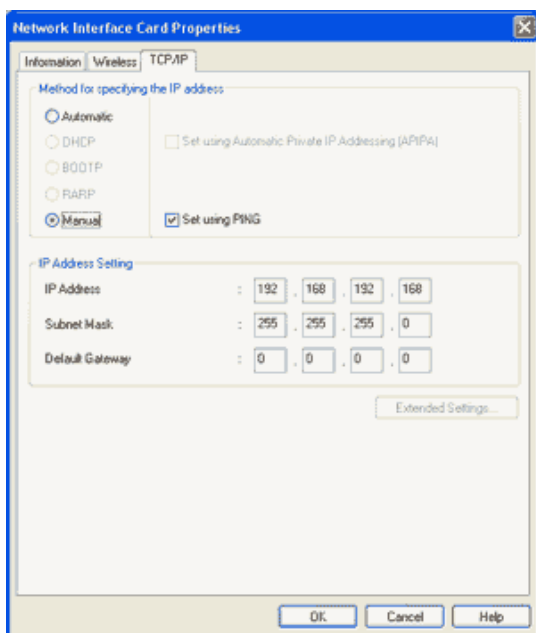 Network Interface Card Properties
Information Wireless TCP/IP
Method for specifying the IP address
Automatic
DHCP Set using Automatic Private IP Addressing (APIPA)
BOOTP
RARP
Manual Set using PING
IP Address Setting
IP Address : 192 . 168 . 192 . 168
Subnet Mask : 255 . 255 . 255 . 0
Default Gateway : 0 . 0 . 0 . 0
Extended Settings...
OK Cancel Help